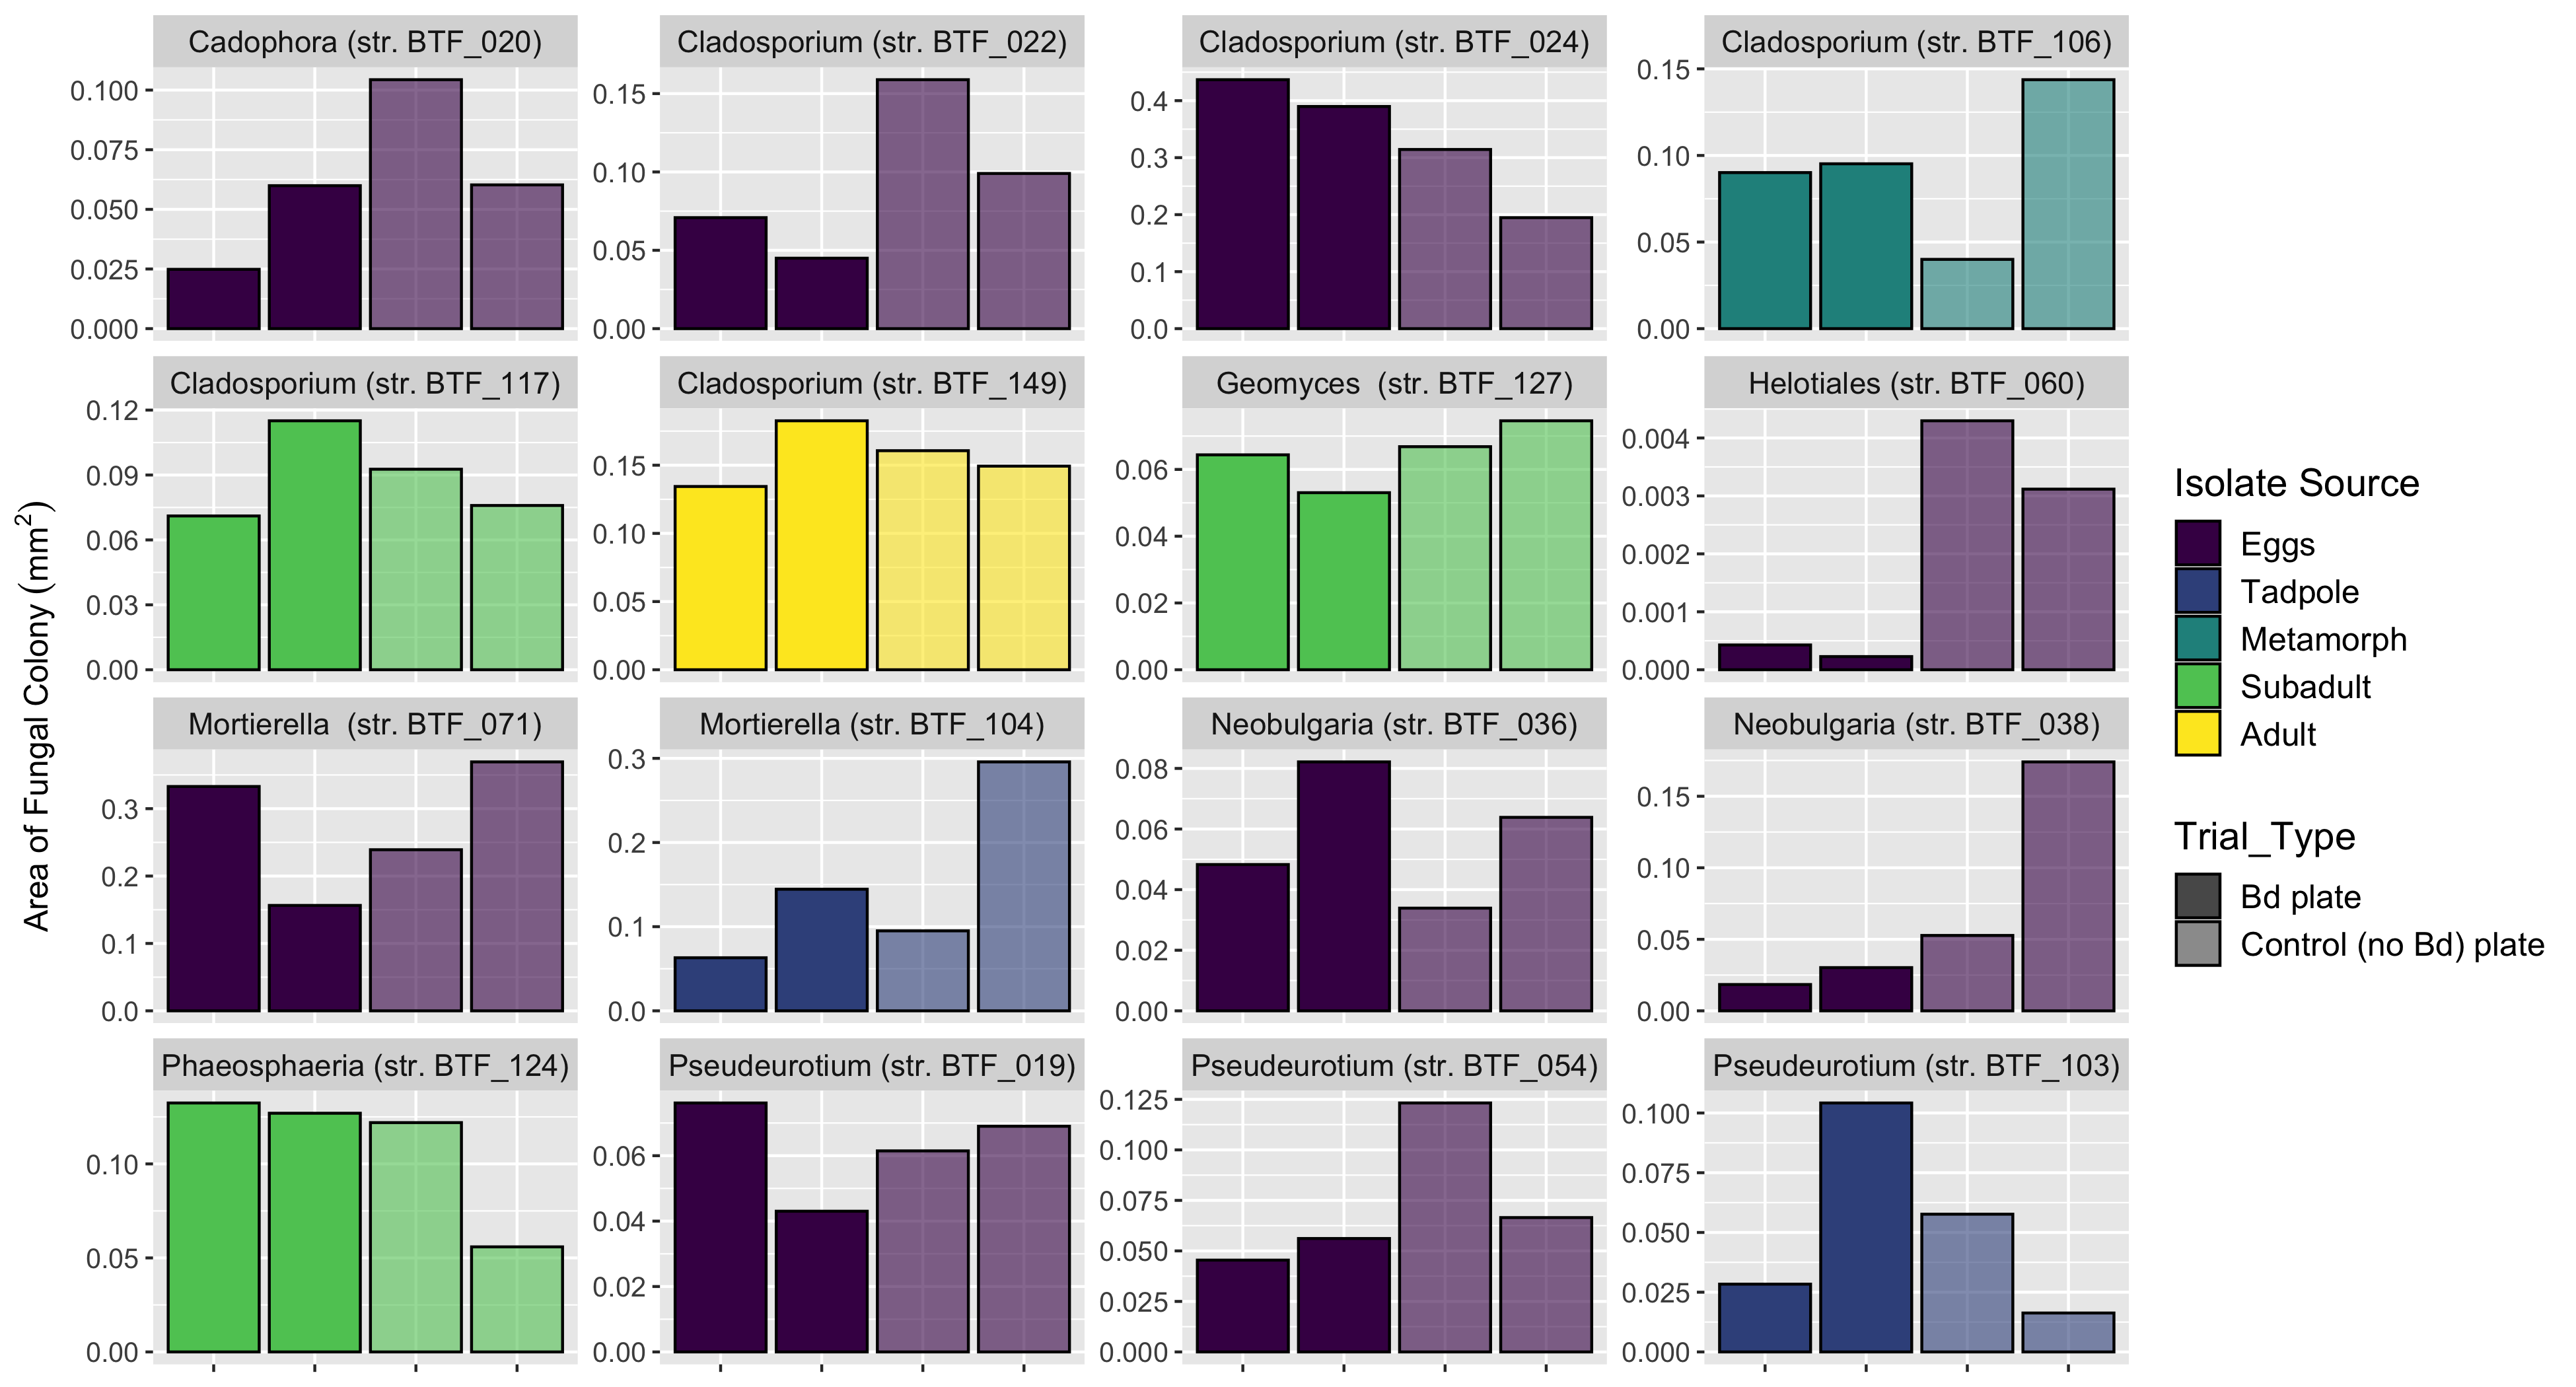 Cadophora (str. BTF_020)
Cladosporium (str. BTF_022)
Cladosporium (str. BTF_024)
Cladosporium (str. BTF_106)
0.100
0.075
0.050
0.025
0.000
0.15
0.10
0.05
0.00
0.4
0.3
0.2
0.1
0.0
0.15
0.10
0.05
0.00
Cladosporium (str. BTF_117)
Cladosporium (str. BTF_149)
Geomyces  (str. BTF_127)
Helotiales (str. BTF_060)
0.12
0.09
0.06
0.03
0.00
0.15
0.10
0.05
0.00
0.06
0.04
0.02
0.00
0.004
0.003
0.002
0.001
0.000
Mortierella  (str. BTF_071)
Mortierella (str. BTF_104)
Neobulgaria (str. BTF_036)
Neobulgaria (str. BTF_038)
0.3
0.2
0.1
0.0
0.3
0.2
0.1
0.0
0.08
0.06
0.04
0.02
0.00
0.15
0.10
0.05
0.00
Phaeosphaeria (str. BTF_124)
Pseudeurotium (str. BTF_019)
Pseudeurotium (str. BTF_054)
Pseudeurotium (str. BTF_103)
0.10
0.05
0.00
0.06
0.04
0.02
0.00
0.125
0.100
0.075
0.050
0.025
0.000
0.100
0.075
0.050
0.025
0.000
Area of Fungal Colony (mm²)
Isolate Source
Eggs
Tadpole
Metamorph
Subadult
Adult
Trial_Type
Bd plate
Control (no Bd) plate